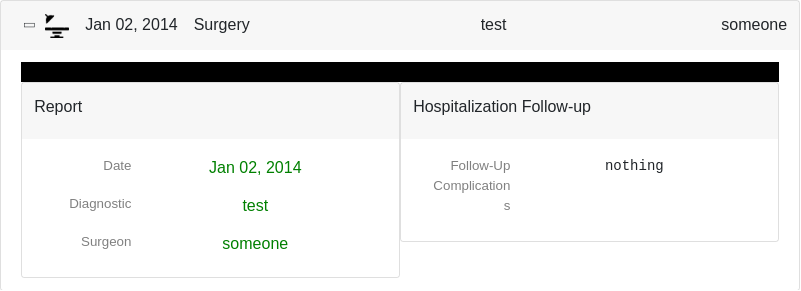 Jan 02, 2014 Surgery test someone
Report
Date Jan 02, 2014
Diagnostic test
Surgeon someone
Hospitalization Follow-up
Follow-Up nothing
Complication
s